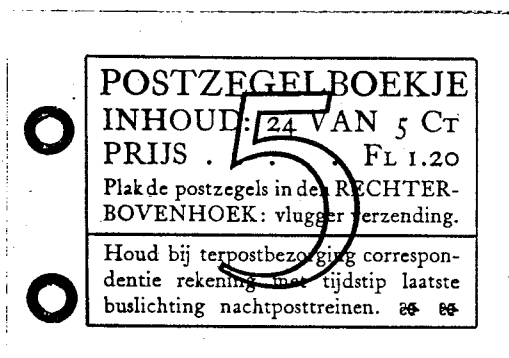 POSTZEGELBOEKJE
INHOUD: 24 VAN 5 CT
PRIJS . . . . FL 1.20
Plak de postzegels in den RECHTER-
BOVENHOEK: vlugger verzending.
5
Houd bij terpostbezorging correspon-
dentie rekening met tijdstip laatste
buslichting nachtposttreinen.